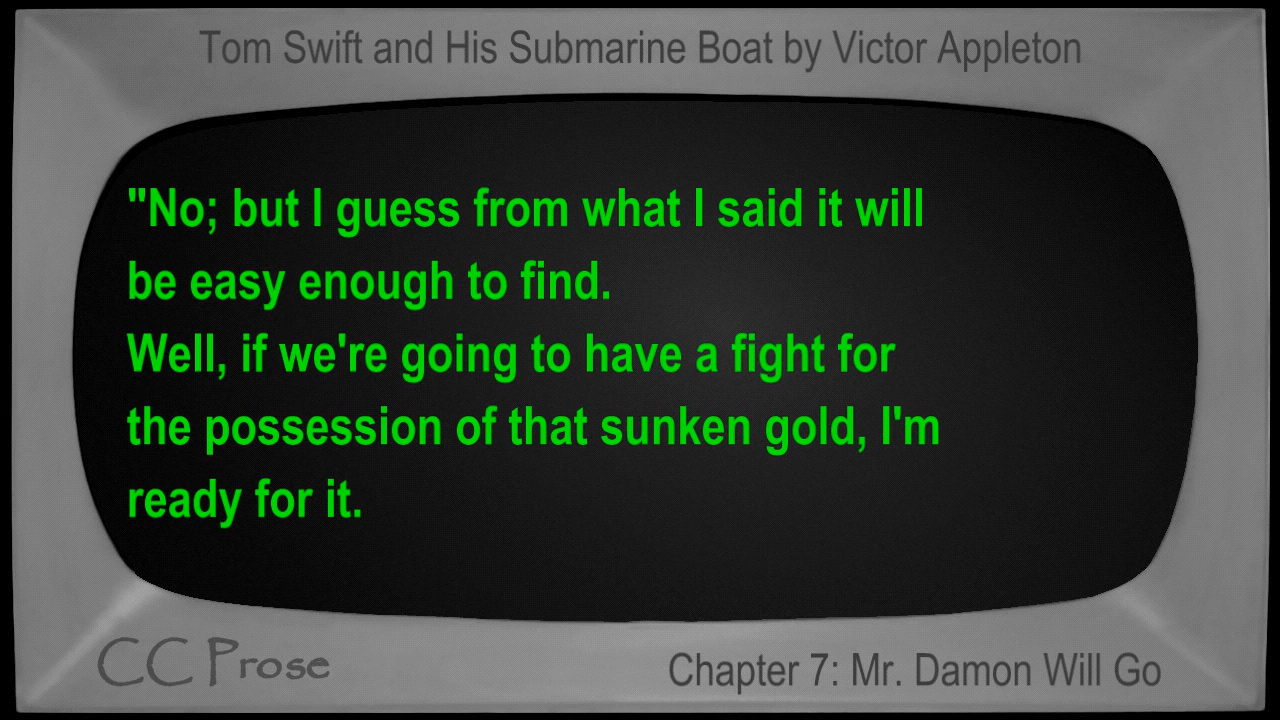 Tom Swift and His Submarine Boat by Victor Appleton
"No; but I guess from what I said it will
be easy enough to find.
Well, if we're going to have a fight for
the possession of that sunken gold, I'm
ready for it.
CC Prose
Chapter 7: Mr. Damon Will Go